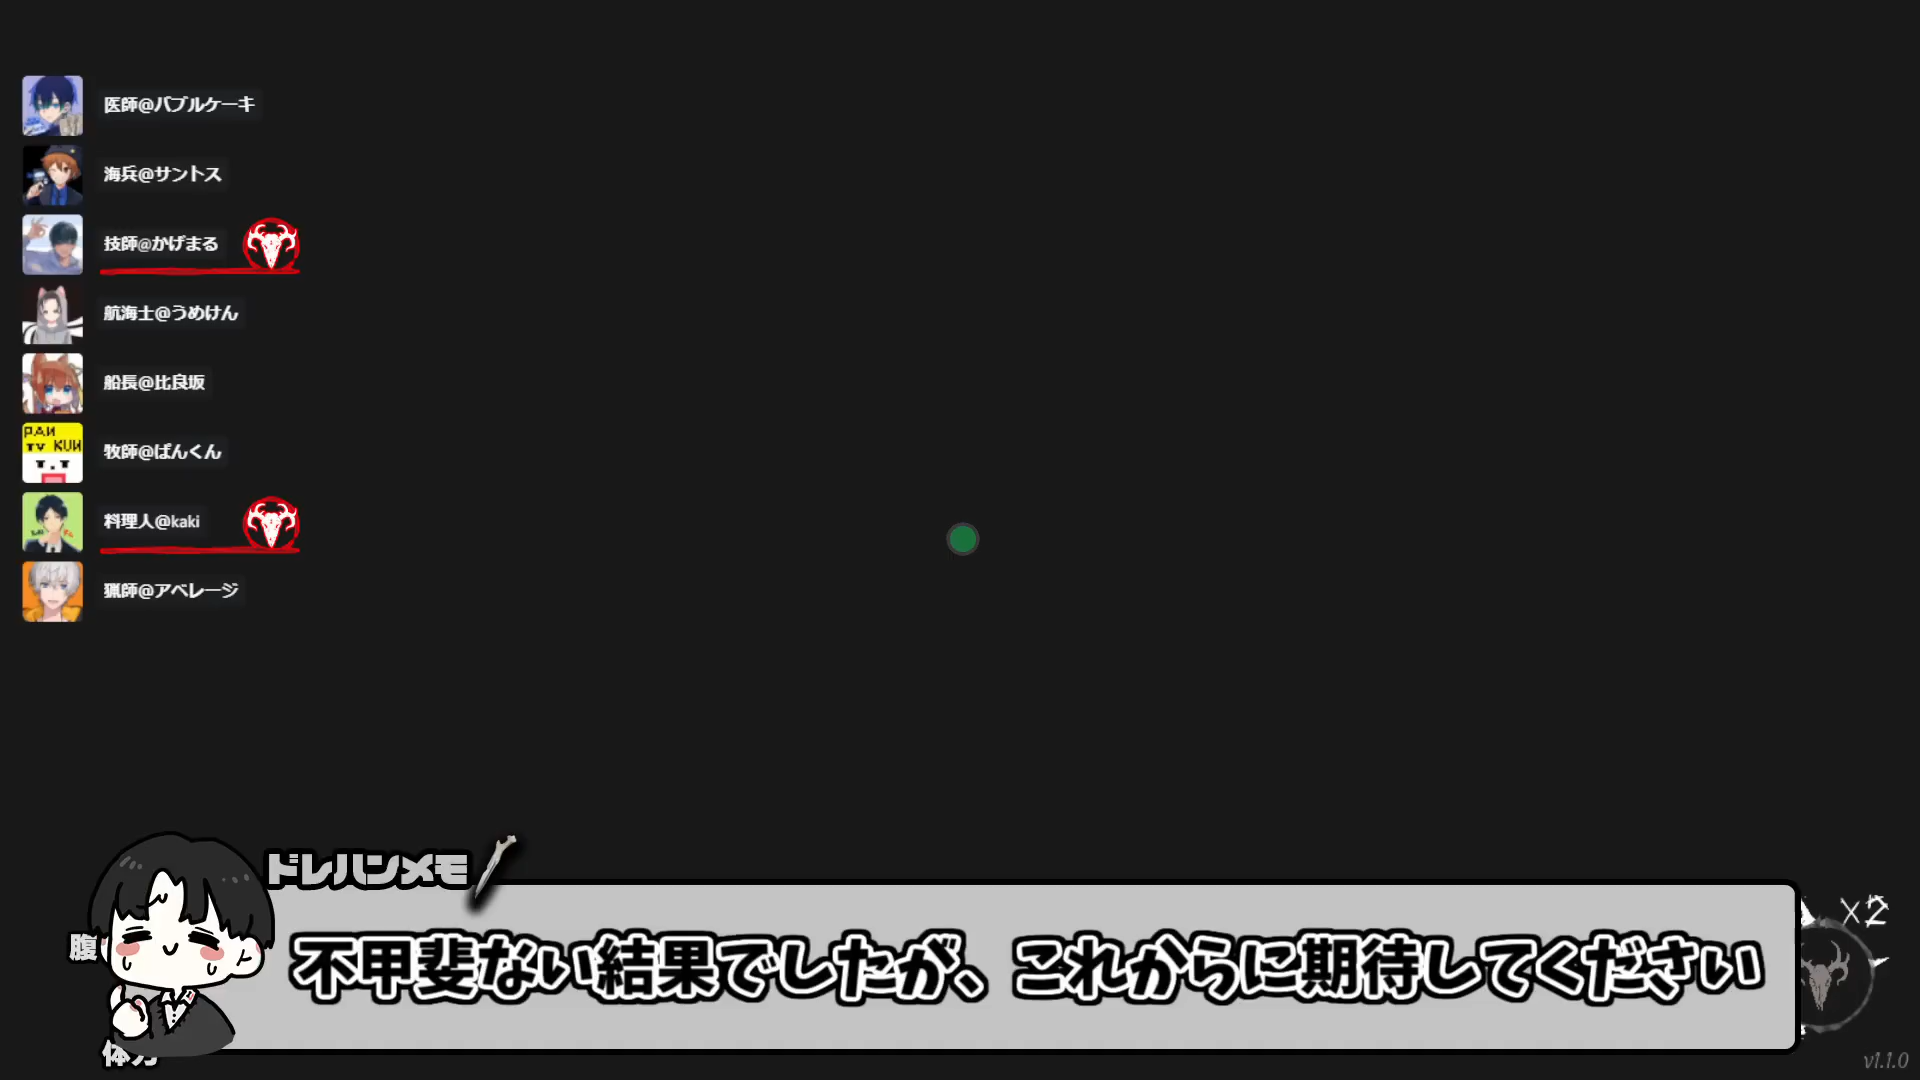 医師@バブルケーキ
海兵@サントス
技師@かげまる
航海士@うめけん
船長@比良坂
PAN
TV KUN
牧師@ぱんくん
料理人@kaki
猟師@アベレージ
ドレハンメモ
不甲斐ない結果でしたが、これからに期待してください
腹
体力
x2
v1.1.0